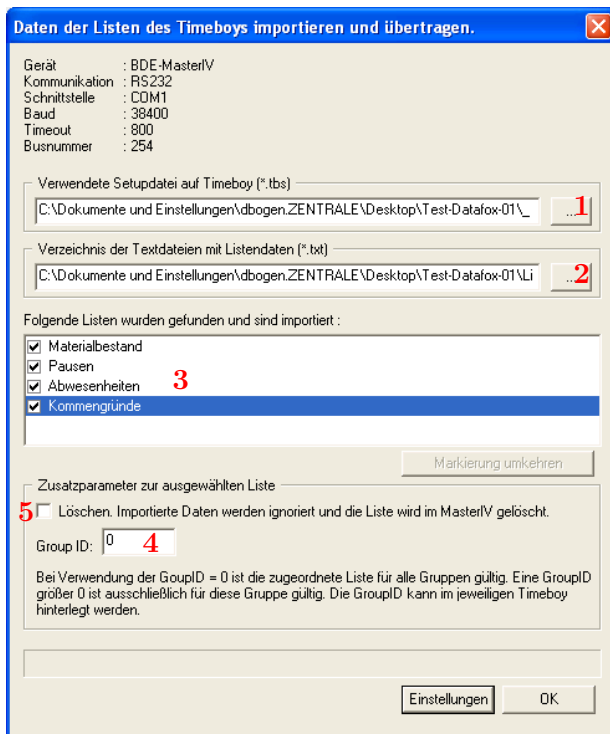 Daten der Listen des Timeboys importieren und übertragen.
Gerät : BDE-MasterIV
Kommunikation : RS232
Schnittstelle : COM1
Baud : 38400
Timeout : 800
Busnummer : 254
Verwendete Setupdatei auf Timeboy (*.tbs)
C:\Dokumente und Einstellungen\dbogen.ZENTRALE\Desktop\Test-Datafox-01\_ ... 1
Verzeichnis der Textdateien mit Listendaten (*.txt)
C:\Dokumente und Einstellungen\dbogen.ZENTRALE\Desktop\Test-Datafox-01\Li ... 2
Folgende Listen wurden gefunden und sind importiert :
Materialbestand
Pausen
Abwesenheiten 3
Kommengründe
Markierung umkehren
Zusatzparameter zur ausgewählten Liste
5 Löschen. Importierte Daten werden ignoriert und die Liste wird im MasterIV gelöscht.
Group ID: 0 4
Bei Verwendung der GoupID = 0 ist die zugeordnete Liste für alle Gruppen gültig. Eine GroupID
größer 0 ist ausschließlich für diese Gruppe gültig. Die GroupID kann im jeweiligen Timeboy
hinterlegt werden.
Einstellungen OK